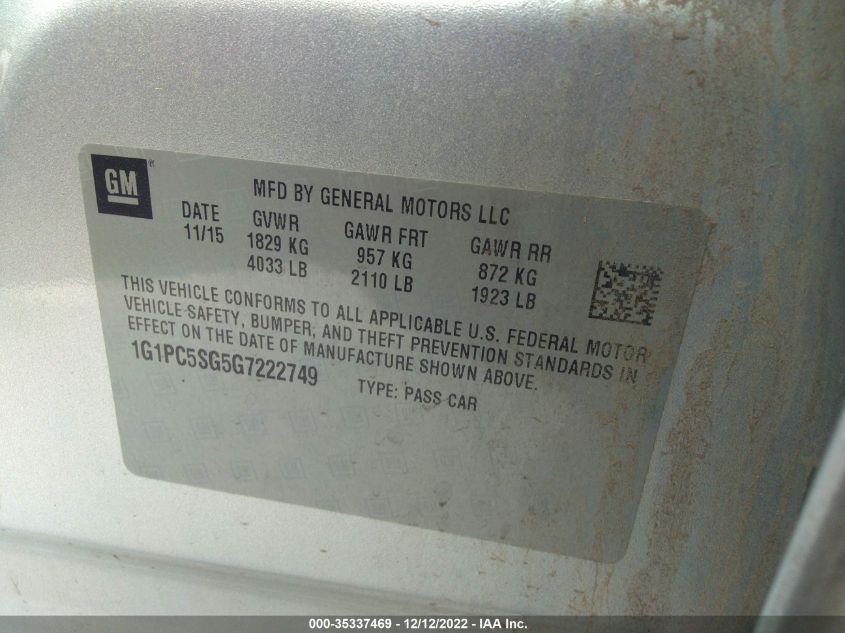 GM
MFD BY GENERAL MOTORS LLC
DATE GVWR GAWR FRT GAWR RR
11/15 1829 KG 957 KG 872 KG
4033 LB 2110 LB 1923 LB
THIS VEHICLE CONFORMS TO ALL APPLICABLE U.S. FEDERAL MOTOR
VEHICLE SAFETY, BUMPER, AND THEFT PREVENTION STANDARDS IN
EFFECT ON THE DATE OF MANUFACTURE SHOWN ABOVE.
1G1PC5SG5G7222749 TYPE: PASS CAR
000-35337469 - 12/12/2022 - IAA Inc.